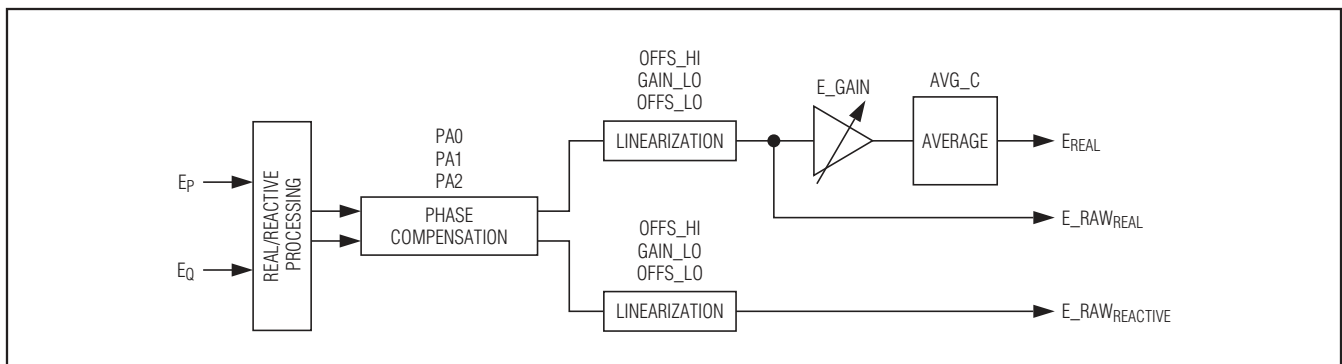 OFFS_HI
GAIN_LO
OFFS_LO
LINEARIZATION
E_GAIN
AVG_C
AVERAGE
EREAL
E_RAWREAL
PA0
PA1
PA2
PHASE
COMPENSATION
EP
EQ
REAL/REACTIVE
PROCESSING
OFFS_HI
GAIN_LO
OFFS_LO
LINEARIZATION
E_RAWREACTIVE